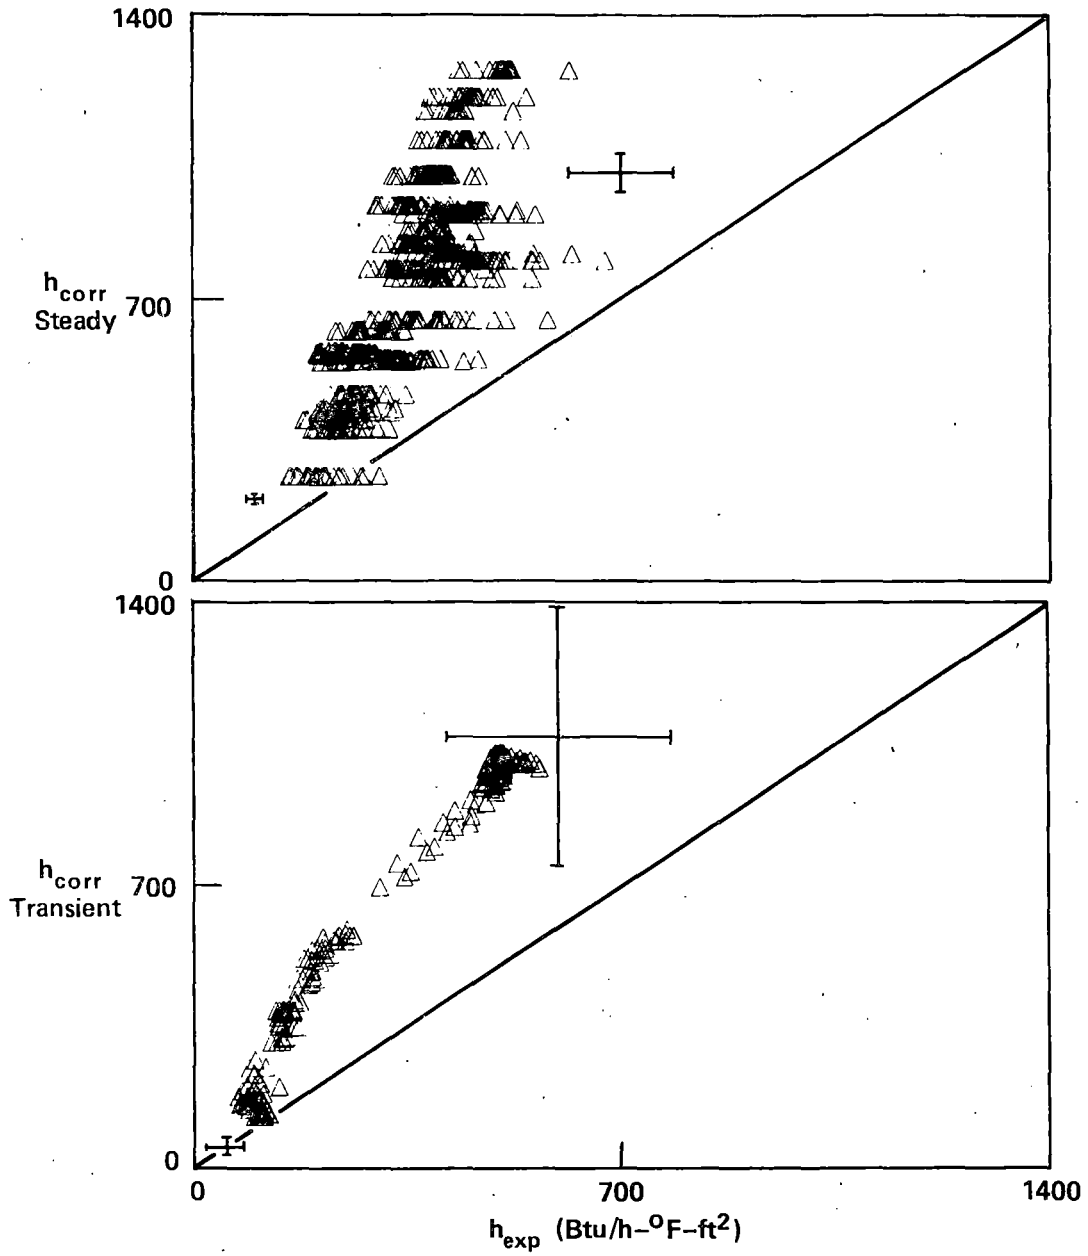 1400
h_corr
Steady
700
0
1400
h_corr
Transient
700
0
0 700 1400
h_exp (Btu/h–°F–ft²)